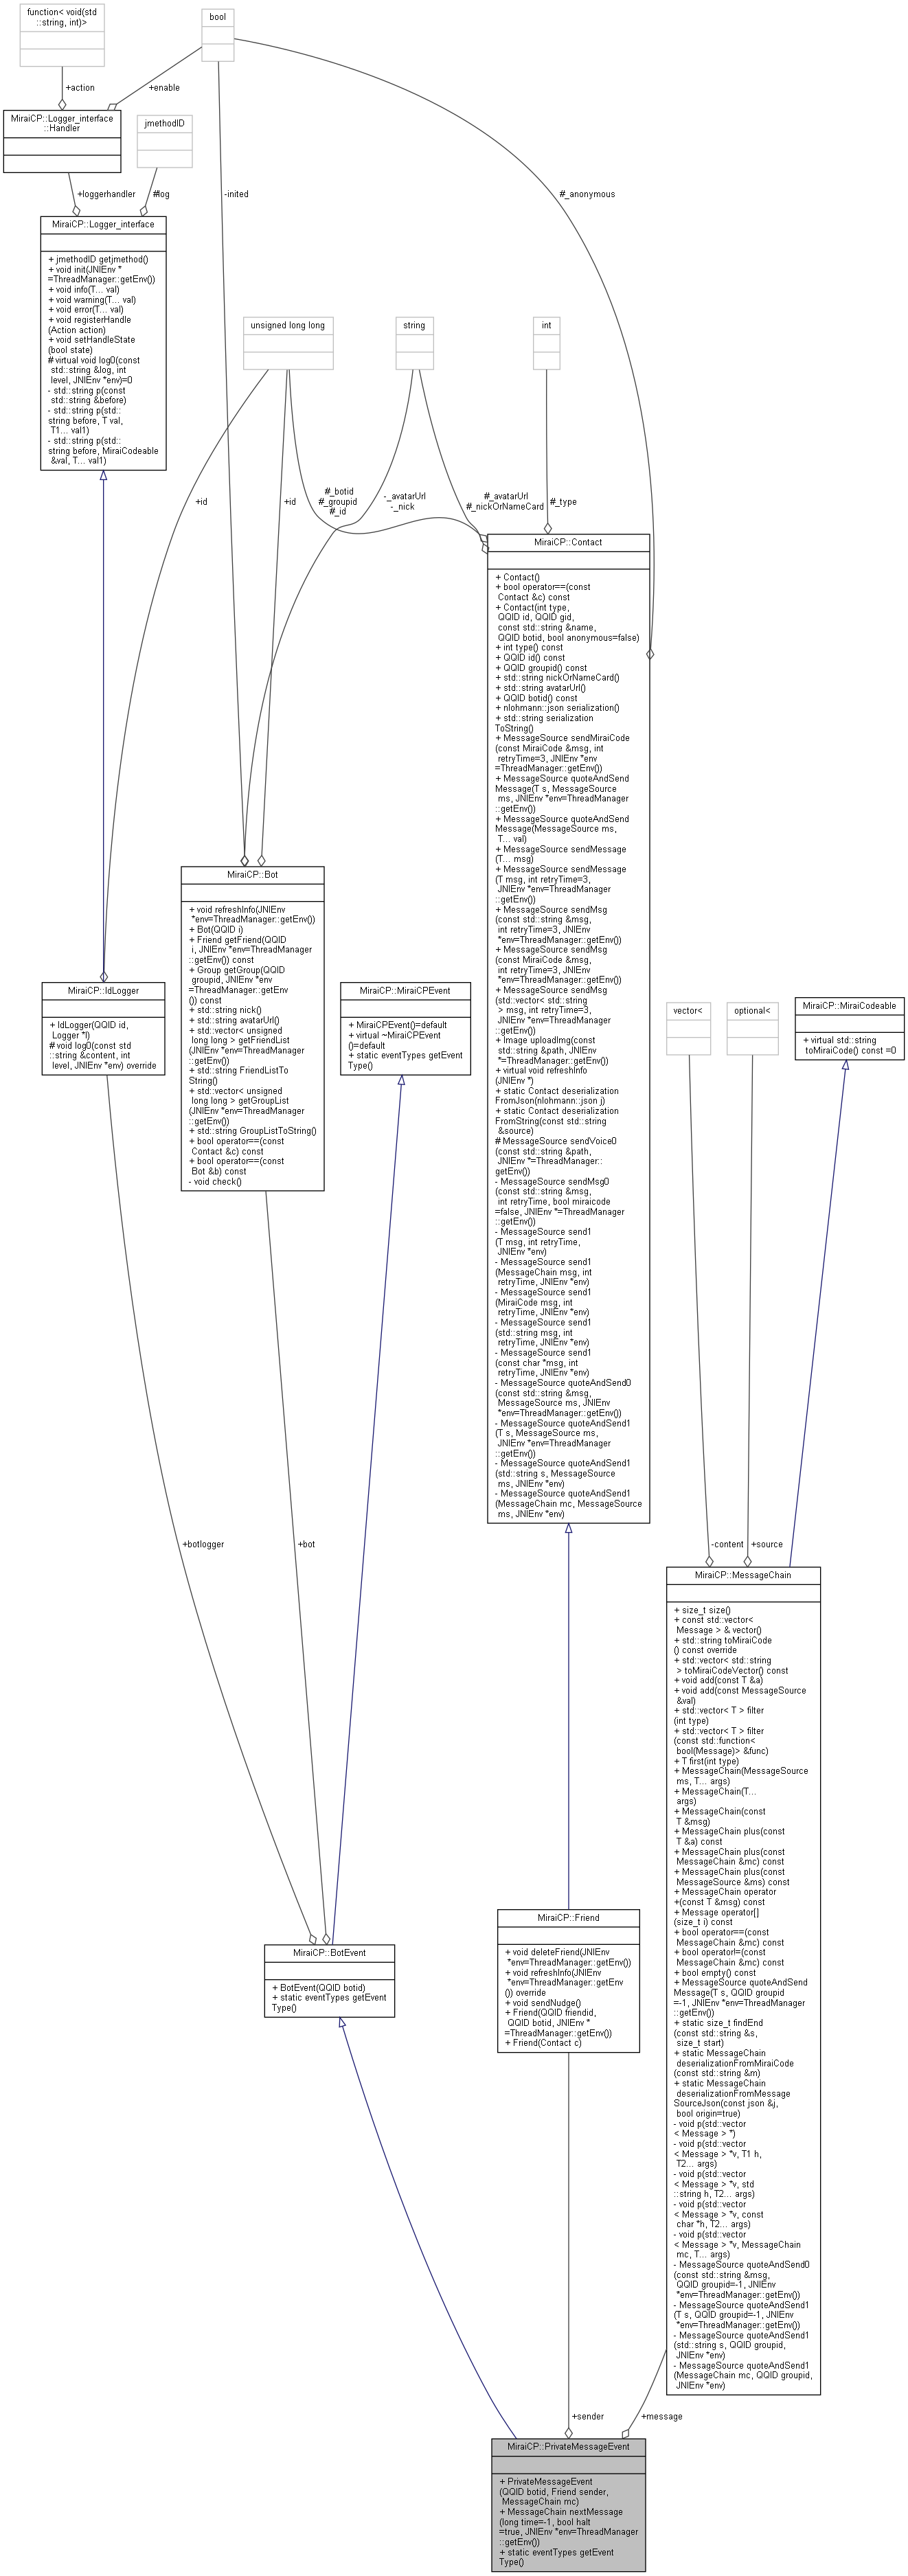 function< void(std
::string, int)>
bool
+action
+enable
MiraiCP::Logger_interface
::Handler
jmethodID
+loggerhandler
#log
-inited
#_anonymous
MiraiCP::Logger_interface
+ jmethodID getjmethod()
+ void init(JNIEnv *
=ThreadManager::getEnv())
+ void info(T... val)
+ void warning(T... val)
+ void error(T... val)
+ void registerHandle
(Action action)
+ void setHandleState
(bool state)
# virtual void log0(const
std::string &log, int
level, JNIEnv *env)=0
- std::string p(const
std::string &before)
- std::string p(std::
string before, T val,
T1... val1)
- std::string p(std::
string before, MiraiCodeable
&val, T... val1)
unsigned long long
string
int
+id
+id
#_botid
#_groupid
#_id
-_avatarUrl
-_nick
#_avatarUrl
#_nickOrNameCard
#_type
MiraiCP::Contact
+ Contact()
+ bool operator==(const
Contact &c) const
+ Contact(int type,
QQID id, QQID gid,
const std::string &name,
QQID botid, bool anonymous=false)
+ int type() const
+ QQID id() const
+ QQID groupid() const
+ std::string nickOrNameCard()
+ std::string avatarUrl()
+ QQID botid() const
+ nlohmann::json serialization()
+ std::string serialization
ToString()
+ MessageSource sendMiraiCode
(const MiraiCode &msg, int
retryTime=3, JNIEnv *env
=ThreadManager::getEnv())
+ MessageSource quoteAndSend
Message(T s, MessageSource
ms, JNIEnv *env=ThreadManager
::getEnv())
+ MessageSource quoteAndSend
Message(MessageSource ms,
T... val)
+ MessageSource sendMessage
(T... msg)
+ MessageSource sendMessage
(T msg, int retryTime=3,
JNIEnv *env=ThreadManager
::getEnv())
+ MessageSource sendMsg
(const std::string &msg,
int retryTime=3, JNIEnv
*env=ThreadManager::getEnv())
+ MessageSource sendMsg
(const MiraiCode &msg,
int retryTime=3, JNIEnv
*env=ThreadManager::getEnv())
+ MessageSource sendMsg
(std::vector< std::string
> msg, int retryTime=3,
JNIEnv *env=ThreadManager
::getEnv())
+ Image uploadImg(const
std::string &path, JNIEnv
*=ThreadManager::getEnv())
+ virtual void refreshInfo
(JNIEnv *)
+ static Contact deserialization
FromJson(nlohmann::json j)
+ static Contact deserialization
FromString(const std::string
&source)
# MessageSource sendVoice0
(const std::string &path,
JNIEnv *=ThreadManager::
getEnv())
- MessageSource sendMsg0
(const std::string &msg,
int retryTime, bool miraicode
=false, JNIEnv *=ThreadManager
::getEnv())
- MessageSource send1
(T msg, int retryTime,
JNIEnv *env)
- MessageSource send1
(MessageChain msg, int
retryTime, JNIEnv *env)
- MessageSource send1
(MiraiCode msg, int
retryTime, JNIEnv *env)
- MessageSource send1
(std::string msg, int
retryTime, JNIEnv *env)
- MessageSource send1
(const char *msg, int
retryTime, JNIEnv *env)
- MessageSource quoteAndSend0
(const std::string &msg,
MessageSource ms, JNIEnv
*env=ThreadManager::getEnv())
- MessageSource quoteAndSend1
(T s, MessageSource ms,
JNIEnv *env=ThreadManager
::getEnv())
- MessageSource quoteAndSend1
(std::string s, MessageSource
ms, JNIEnv *env)
- MessageSource quoteAndSend1
(MessageChain mc, MessageSource
ms, JNIEnv *env)
MiraiCP::Bot
+ void refreshInfo(JNIEnv
*env=ThreadManager::getEnv())
+ Bot(QQID i)
+ Friend getFriend(QQID
i, JNIEnv *env=ThreadManager
::getEnv()) const
+ Group getGroup(QQID
groupid, JNIEnv *env
=ThreadManager::getEnv
()) const
+ std::string nick()
+ std::string avatarUrl()
+ std::vector< unsigned
long long > getFriendList
(JNIEnv *env=ThreadManager
::getEnv())
+ std::string FriendListTo
String()
+ std::vector< unsigned
long long > getGroupList
(JNIEnv *env=ThreadManager
::getEnv())
+ std::string GroupListToString()
+ bool operator==(const
Contact &c) const
+ bool operator==(const
Bot &b) const
- void check()
MiraiCP::IdLogger
+ IdLogger(QQID id,
Logger *l)
# void log0(const std
::string &content, int
level, JNIEnv *env) override
MiraiCP::MiraiCPEvent
+ MiraiCPEvent()=default
+ virtual ~MiraiCPEvent
()=default
+ static eventTypes getEvent
Type()
vector<
optional<
MiraiCP::MiraiCodeable
+ virtual std::string
toMiraiCode() const =0
+botlogger
+bot
-content
+source
MiraiCP::MessageChain
+ size_t size()
+ const std::vector<
Message > & vector()
+ std::string toMiraiCode
() const override
+ std::vector< std::string
> toMiraiCodeVector() const
+ void add(const T &a)
+ void add(const MessageSource
&val)
+ std::vector< T > filter
(int type)
+ std::vector< T > filter
(const std::function<
bool(Message)> &func)
+ T first(int type)
+ MessageChain(MessageSource
ms, T... args)
+ MessageChain(T...
args)
+ MessageChain(const
T &msg)
+ MessageChain plus(const
T &a) const
+ MessageChain plus(const
MessageChain &mc) const
+ MessageChain plus(const
MessageSource &ms) const
+ MessageChain operator
+(const T &msg) const
+ Message operator[]
(size_t i) const
+ bool operator==(const
MessageChain &mc) const
+ bool operator!=(const
MessageChain &mc) const
+ bool empty() const
+ MessageSource quoteAndSend
Message(T s, QQID groupid
=-1, JNIEnv *env=ThreadManager
::getEnv())
+ static size_t findEnd
(const std::string &s,
size_t start)
+ static MessageChain
deserializationFromMiraiCode
(const std::string &m)
+ static MessageChain
deserializationFromMessage
SourceJson(const json &j,
bool origin=true)
- void p(std::vector
< Message > *)
- void p(std::vector
< Message > *v, T1 h,
T2... args)
- void p(std::vector
< Message > *v, std
::string h, T2... args)
- void p(std::vector
< Message > *v, const
char *h, T2... args)
- void p(std::vector
< Message > *v, MessageChain
mc, T... args)
- MessageSource quoteAndSend0
(const std::string &msg,
QQID groupid=-1, JNIEnv
*env=ThreadManager::getEnv())
- MessageSource quoteAndSend1
(T s, QQID groupid=-1, JNIEnv
*env=ThreadManager::getEnv())
- MessageSource quoteAndSend1
(std::string s, QQID groupid,
JNIEnv *env)
- MessageSource quoteAndSend1
(MessageChain mc, QQID groupid,
JNIEnv *env)
MiraiCP::Friend
+ void deleteFriend(JNIEnv
*env=ThreadManager::getEnv())
+ void refreshInfo(JNIEnv
*env=ThreadManager::getEnv
()) override
+ void sendNudge()
+ Friend(QQID friendid,
QQID botid, JNIEnv *
=ThreadManager::getEnv())
+ Friend(Contact c)
MiraiCP::BotEvent
+ BotEvent(QQID botid)
+ static eventTypes getEvent
Type()
+sender
+message
MiraiCP::PrivateMessageEvent
+ PrivateMessageEvent
(QQID botid, Friend sender,
MessageChain mc)
+ MessageChain nextMessage
(long time=-1, bool halt
=true, JNIEnv *env=ThreadManager
::getEnv())
+ static eventTypes getEvent
Type()